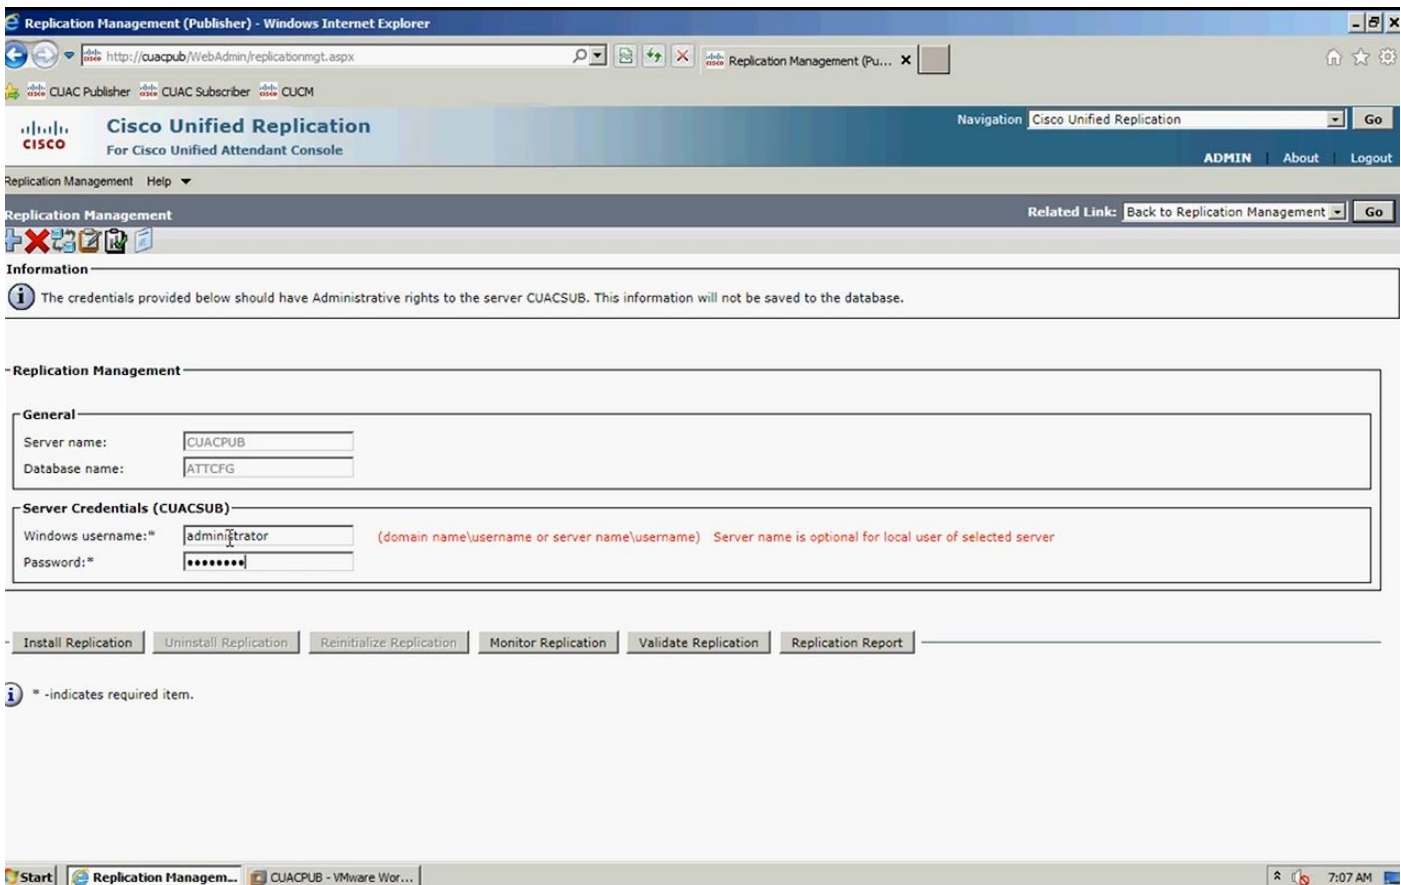 Replication Management (Publisher) - Windows Internet Explorer
http://cuacpub/WebAdmin/replicationmgt.aspx
Replication Management (Pu...
CUAC Publisher CUAC Subscriber CUCM
CISCO
Cisco Unified Replication
For Cisco Unified Attendant Console
Navigation Cisco Unified Replication Go
ADMIN About Logout
Replication Management Help
Replication Management
Related Link: Back to Replication Management Go
Information
The credentials provided below should have Administrative rights to the server CUACSUB. This information will not be saved to the database.
Replication Management
General
Server name: CUACPUB
Database name: ATTCFG
Server Credentials (CUACSUB)
Windows username:* administrator (domain name\username or server name\username) Server name is optional for local user of selected server
Password:* ••••••••
Install Replication Uninstall Replication Reinitialize Replication Monitor Replication Validate Replication Replication Report
* -indicates required item.
Start Replication Managem... CUACPUB - VMware Wor... 7:07 AM